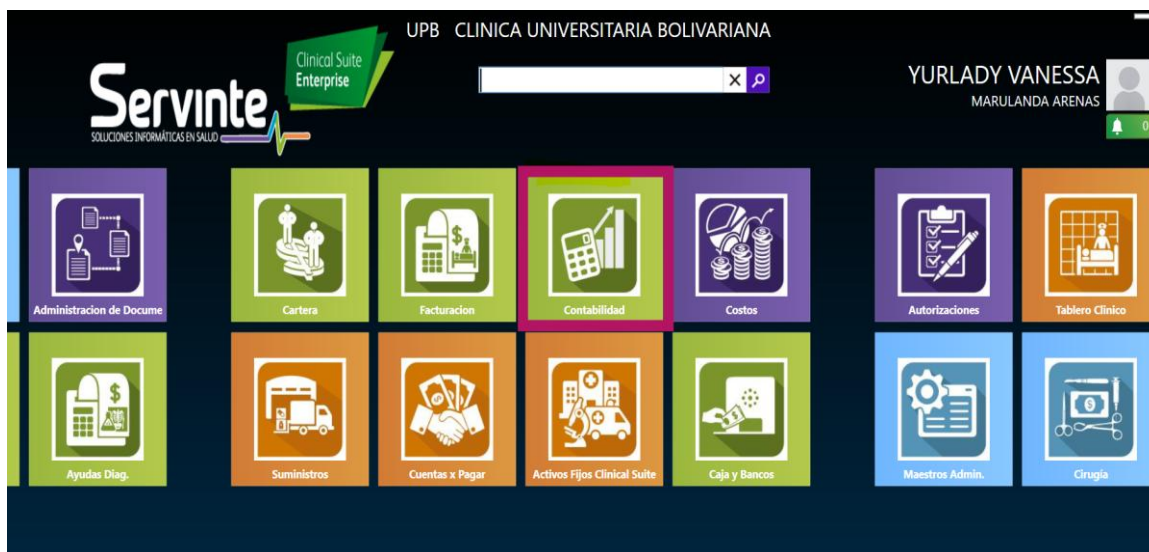 UPB CLINICA UNIVERSITARIA BOLIVARIANA
Clinical Suite
Enterprise
Servinte
SOLUCIONES INFORMÁTICAS EN SALUD
YURLADY VANESSA
MARULANDA ARENAS
0
Administracion de Docume
Cartera
Facturacion
Contabilidad
Costos
Autorizaciones
Tablero Clinico
Ayudas Diag.
Suministros
Cuentas x Pagar
Activos Fijos Clinical Suite
Caja y Bancos
Maestros Admin.
Cirugía